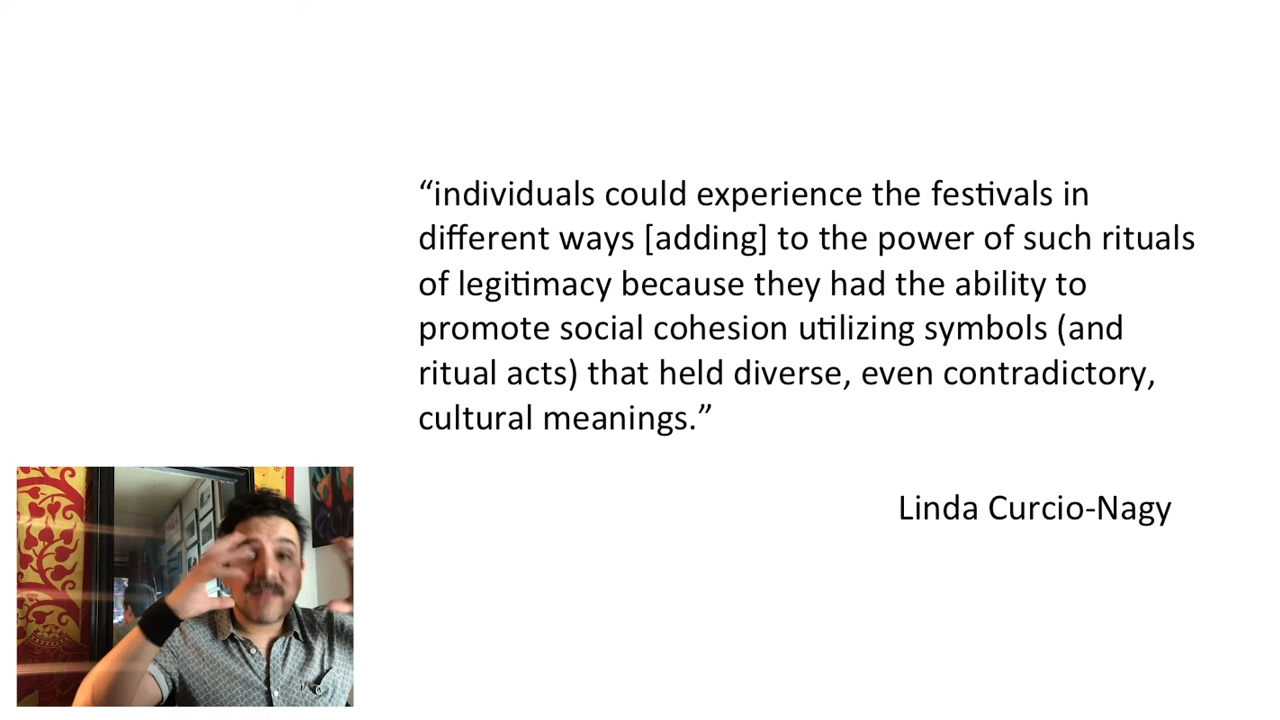 “individuals could experience the festivals in
different ways [adding] to the power of such rituals
of legitimacy because they had the ability to
promote social cohesion utilizing symbols (and
ritual acts) that held diverse, even contradictory,
cultural meanings.”
Linda Curcio-Nagy